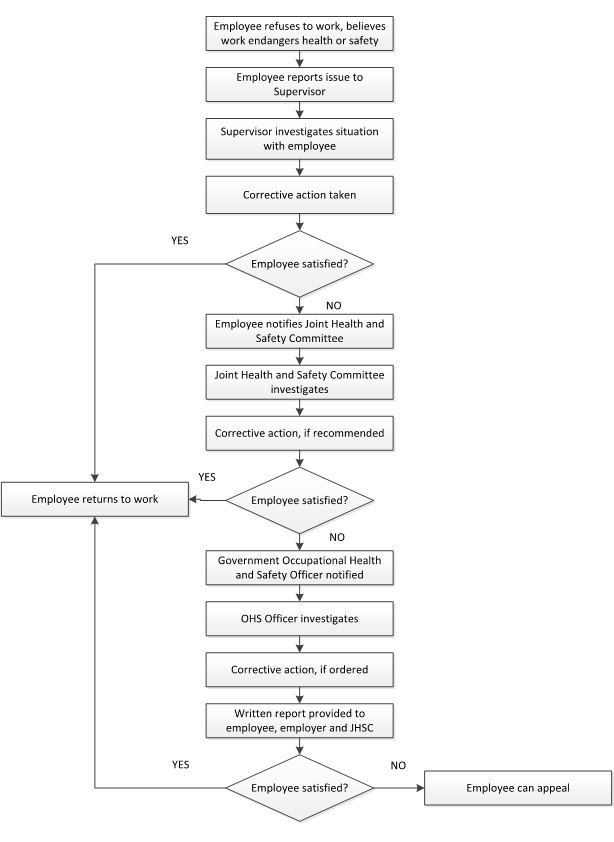 Employee refuses to work, believes
work endangers health or safety
Employee reports issue to
Supervisor
Supervisor investigates situation
with employee
Corrective action taken
YES
Employee satisfied?
NO
Employee notifies Joint Health and
Safety Committee
Joint Health and Safety Committee
investigates
Corrective action, if recommended
YES
Employee returns to work
Employee satisfied?
NO
Government Occupational Health
and Safety Officer notified
OHS Officer investigates
Corrective action, if ordered
Written report provided to
employee, employer and JHSC
YES
NO
Employee satisfied?
Employee can appeal